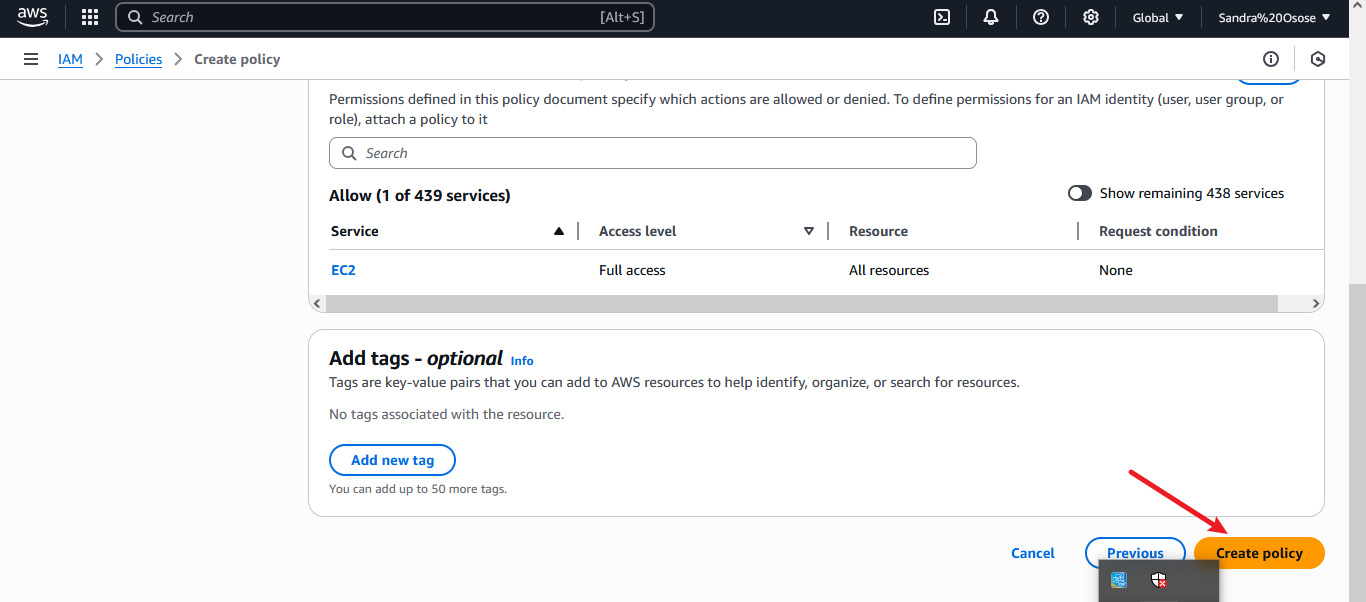 aws
Search [Alt+S]
Global Sandra%20Osose
IAM > Policies > Create policy
Permissions defined in this policy document specify which actions are allowed or denied. To define permissions for an IAM identity (user, user group, or
role), attach a policy to it
Search
Allow (1 of 439 services)
Show remaining 438 services
Service Access level Resource Request condition
EC2 Full access All resources None
Add tags - optional Info
Tags are key-value pairs that you can add to AWS resources to help identify, organize, or search for resources.
No tags associated with the resource.
Add new tag
You can add up to 50 more tags.
Cancel Previous Create policy